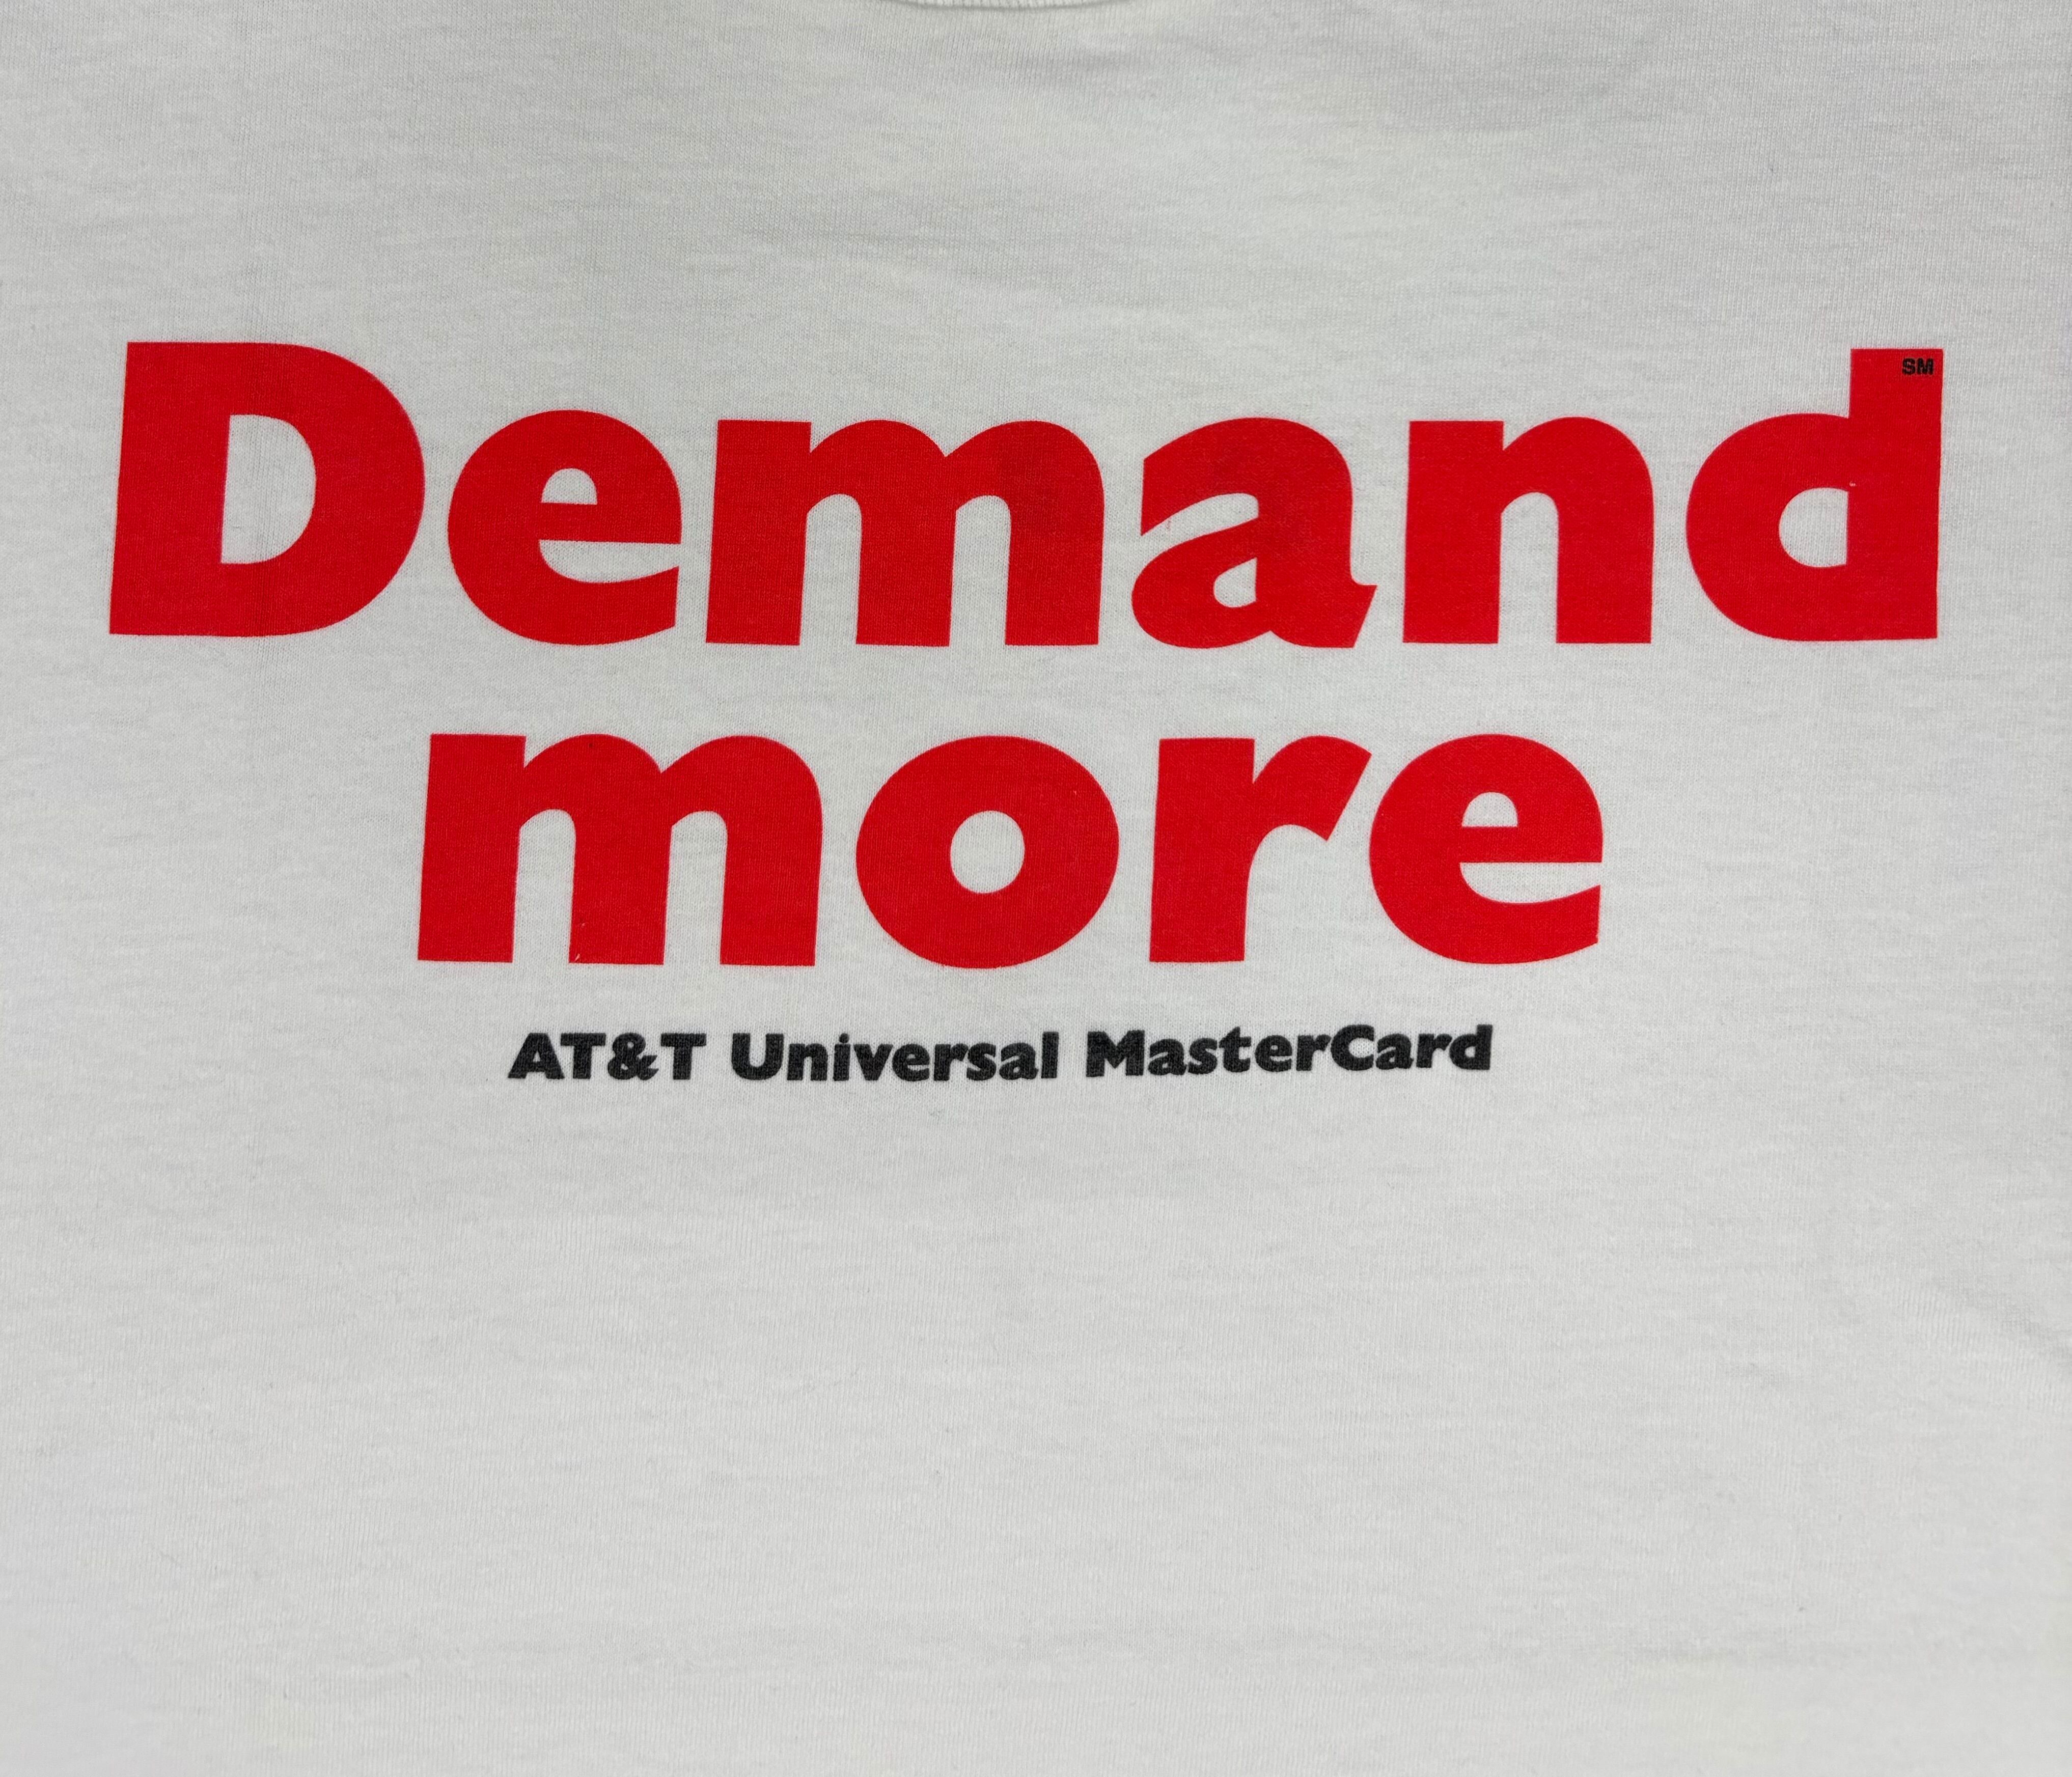 Demand SM
more
AT&T Universal MasterCard